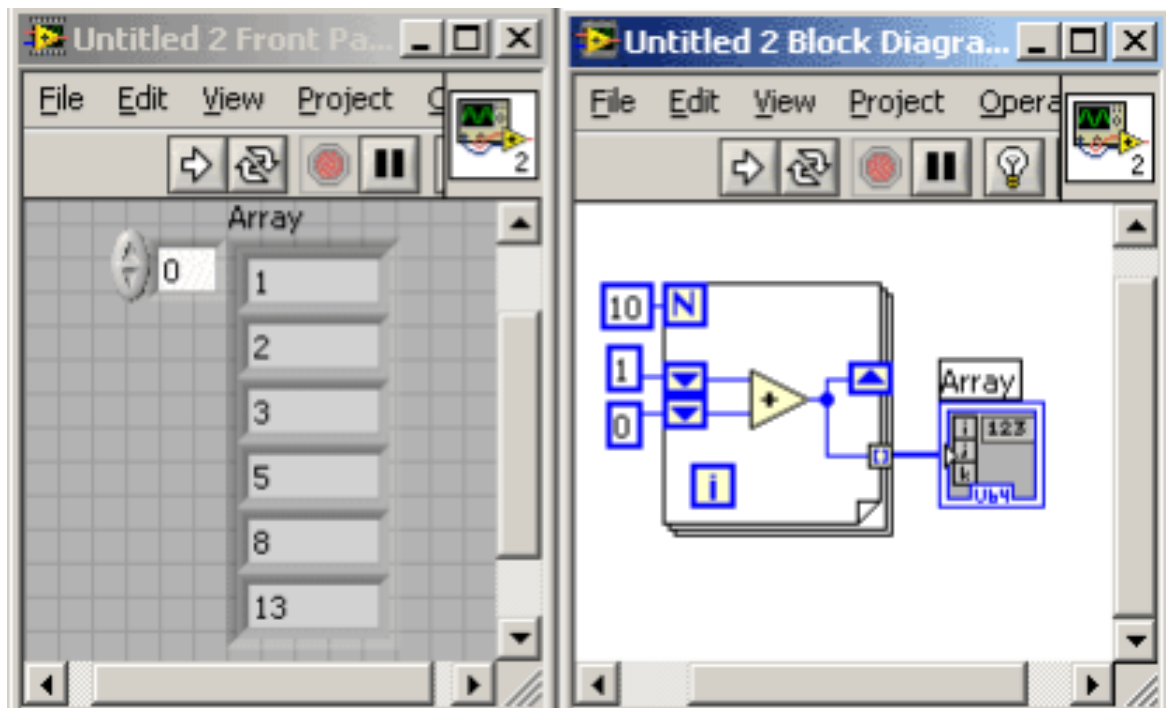 Untitled 2 Front Pa...
File Edit View Project
2
Array
0
1
2
3
5
8
13
Untitled 2 Block Diagra...
File Edit View Project Opera
2
10
N
1
0
i
Array
i
123
j
k
U64